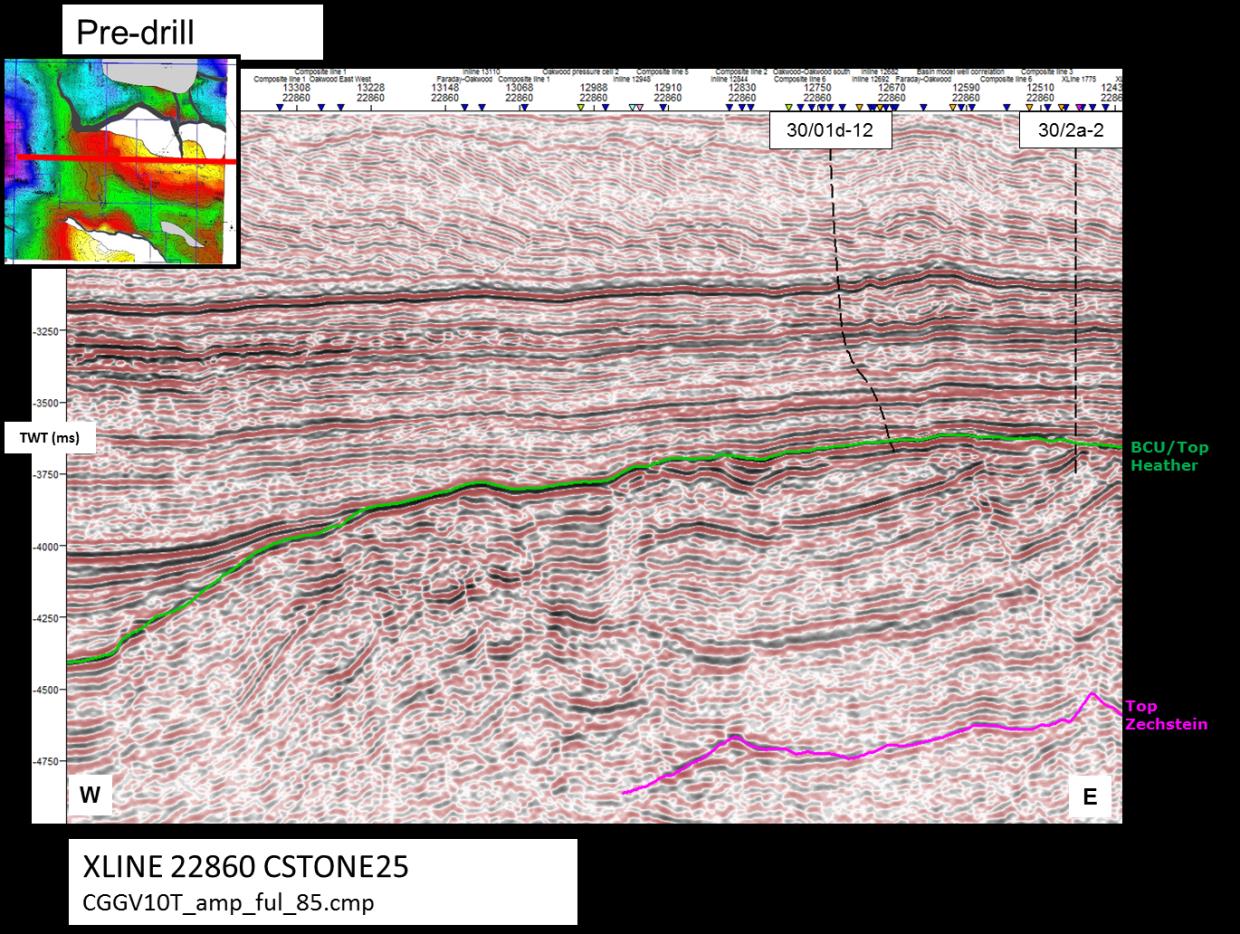 Pre-drill
Composite line 1 Inline 13110 Oakwood pressure cell 2 Composite line 5 Composite line 2 Oakwood-Oakwood south Inline 12682 Basin model well correlation Composite line 3
Composite line 1 Oakwood East West Faraday-Oakwood Composite line 1 Inline 12948 Inline 12844 Composite line 6 Inline 12692 Faraday-Oakwood Composite line 6 XLine 1775
13308 13228 13148 13068 12988 12910 12830 12750 12670 12590 12510 1243
22860 22860 22860 22860 22860 22860 22860 22860 22860 22860 22860 22860
30/01d-12 30/2a-2
-3250
-3500
TWT (ms)
BCU/Top
Heather
-3750
-4000
-4250
-4500
Top
Zechstein
-4750
W E
XLINE 22860 CSTONE25
CGGV10T_amp_ful_85.cmp